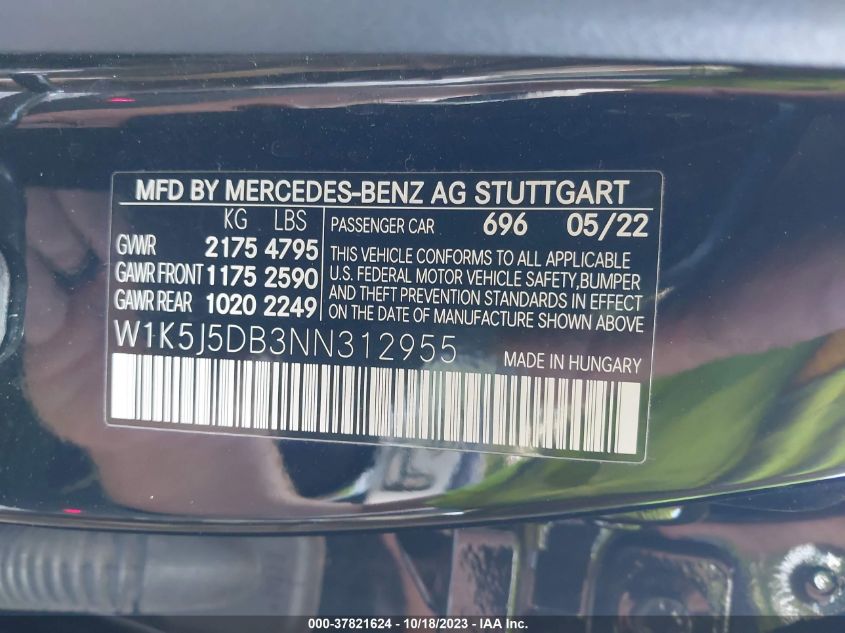 MFD BY MERCEDES-BENZ AG STUTTGART
KG LBS
GVWR 2175 4795
GAWR FRONT 1175 2590
GAWR REAR 1020 2249
PASSENGER CAR 696 05/22
THIS VEHICLE CONFORMS TO ALL APPLICABLE
U.S. FEDERAL MOTOR VEHICLE SAFETY, BUMPER
AND THEFT PREVENTION STANDARDS IN EFFECT
ON THE DATE OF MANUFACTURE SHOWN ABOVE
W1K5J5DB3NN312955
MADE IN HUNGARY
000-37821624 - 10/18/2023 - IAA Inc.